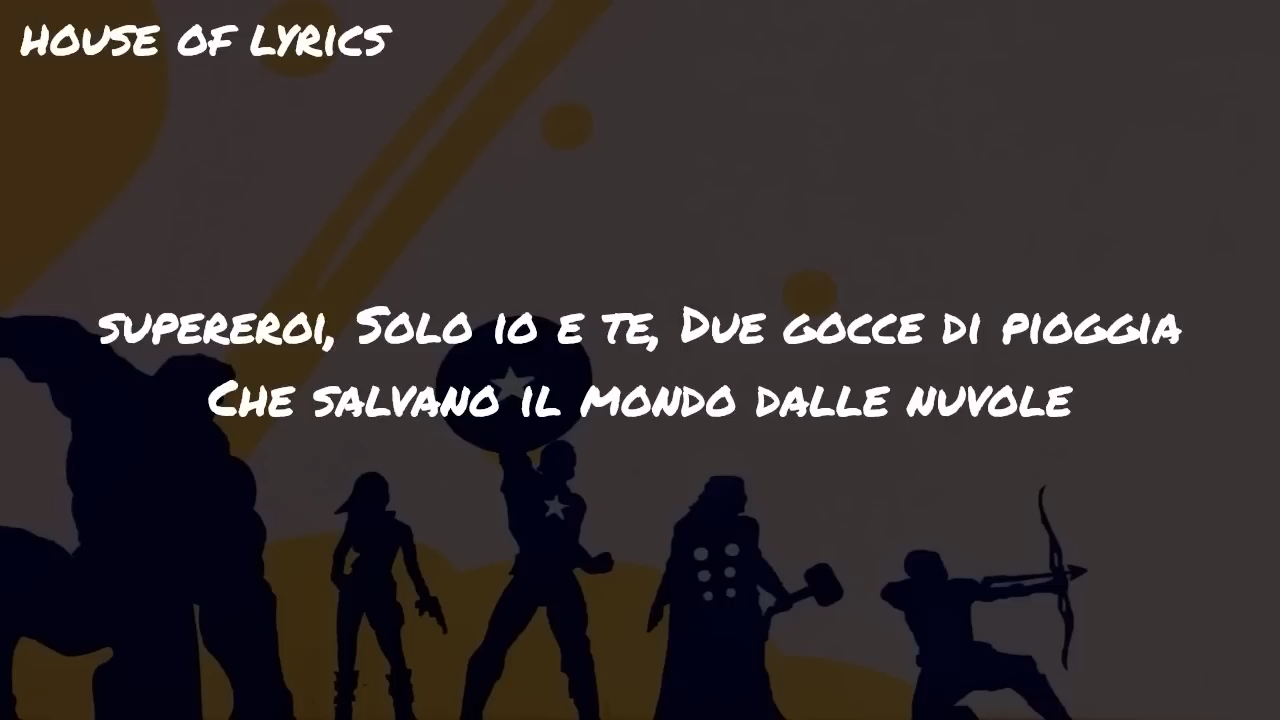 HOUSE OF LYRICS
supereroi, Solo io e te, Due gocce di pioggia
Che salvano il mondo dalle nuvole